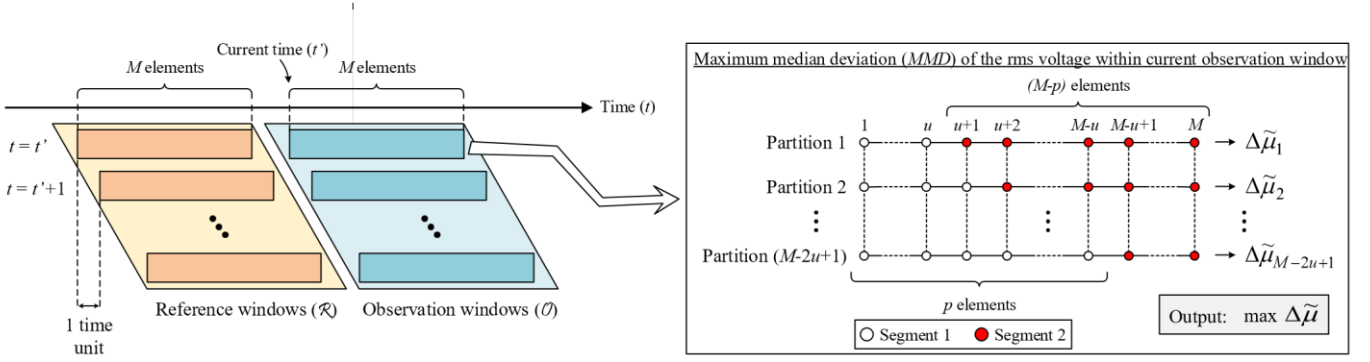 Current time (t')
M elements
M elements
Time (t)
t = t'
t = t'+1
1 time
unit
Reference windows (ℛ)
Observation windows (𝒪)
Maximum median deviation (MMD) of the rms voltage within current observation window
(M-p) elements
1 u u+1 u+2 M-u M-u+1 M
Partition 1 Δμ̃₁
Partition 2 Δμ̃₂
Partition (M-2u+1) Δμ̃_{M−2u+1}
p elements
Segment 1 Segment 2
Output: max Δμ̃